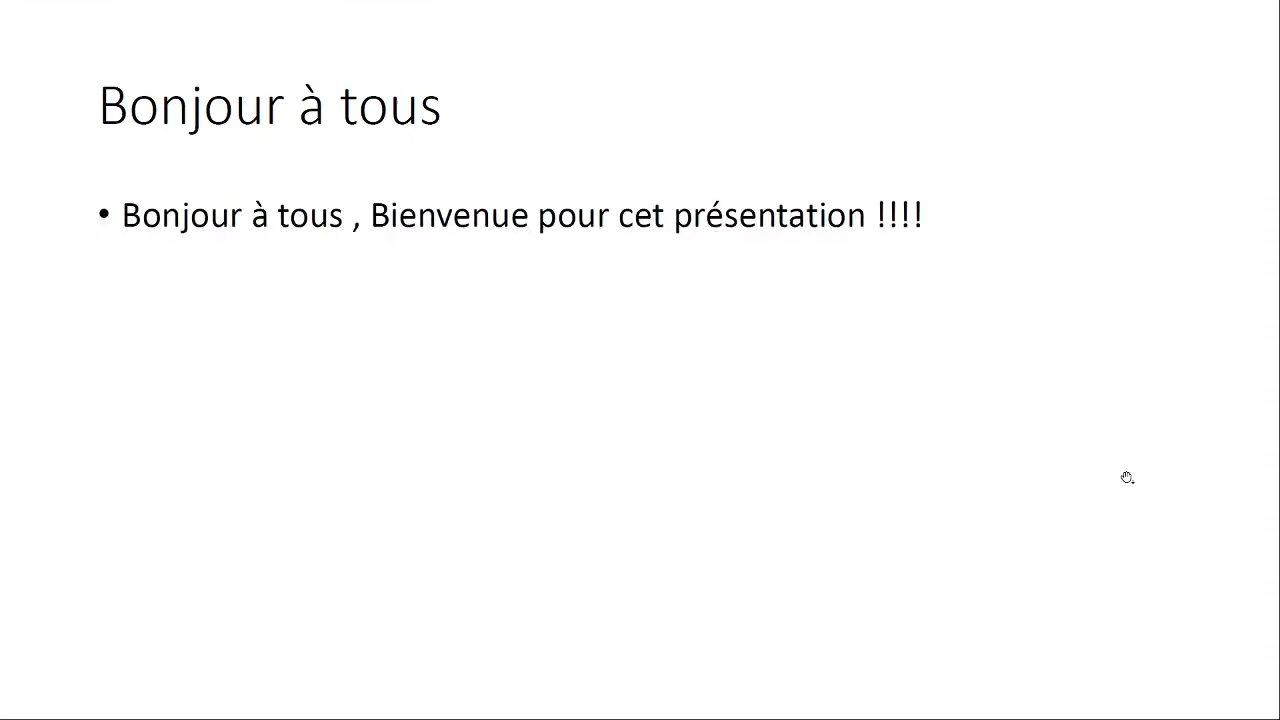 Bonjour à tous
• Bonjour à tous , Bienvenue pour cet présentation !!!!